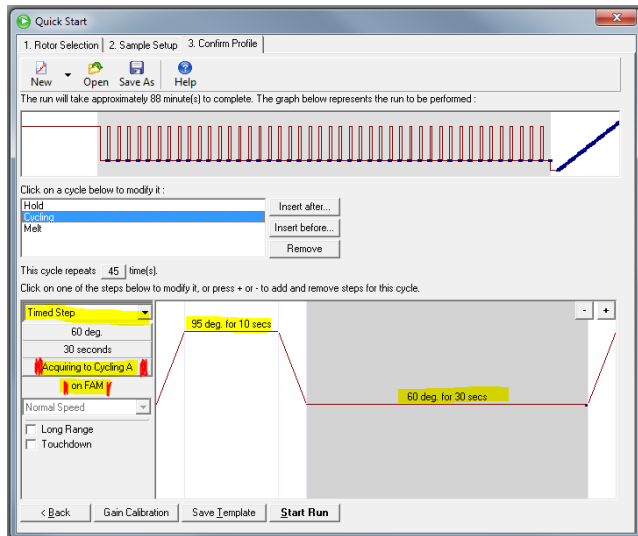 Quick Start
1. Rotor Selection 2. Sample Setup 3. Confirm Profile
New Open Save As Help
The run will take approximately 88 minute(s) to complete. The graph below represents the run to be performed :
Click on a cycle below to modify it :
Hold
Cycling
Melt
Insert after...
Insert before...
Remove
This cycle repeats 45 time(s).
Click on one of the steps below to modify it, or press + or - to add and remove steps for this cycle.
Timed Step
60 deg.
30 seconds
Acquiring to Cycling A
on FAM
Normal Speed
Long Range
Touchdown
95 deg. for 10 secs
60 deg. for 30 secs
- +
< Back Gain Calibration Save Template Start Run